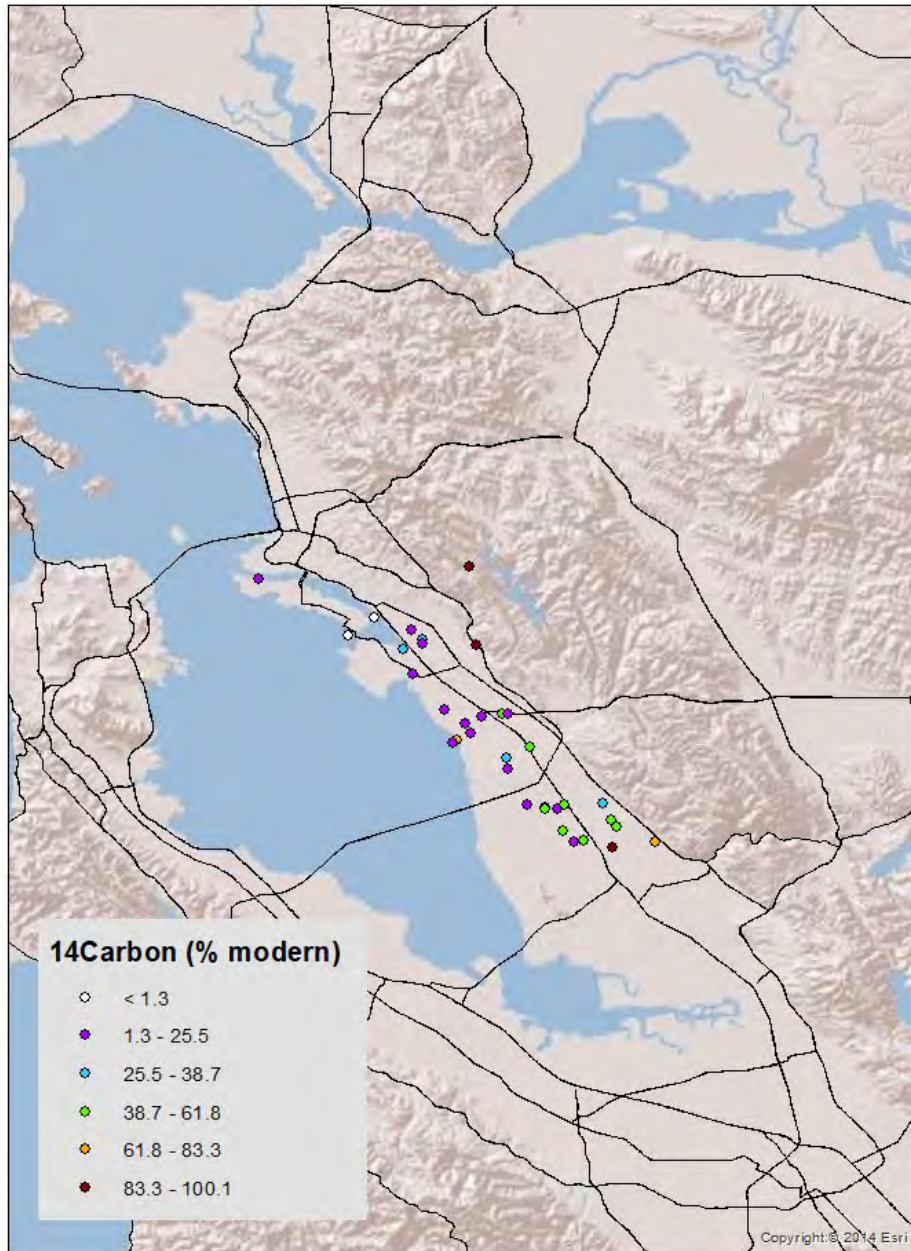 14Carbon (% modern)
< 1.3
1.3 - 25.5
25.5 - 38.7
38.7 - 61.8
61.8 - 83.3
83.3 - 100.1
Copyright:© 2014 Esri